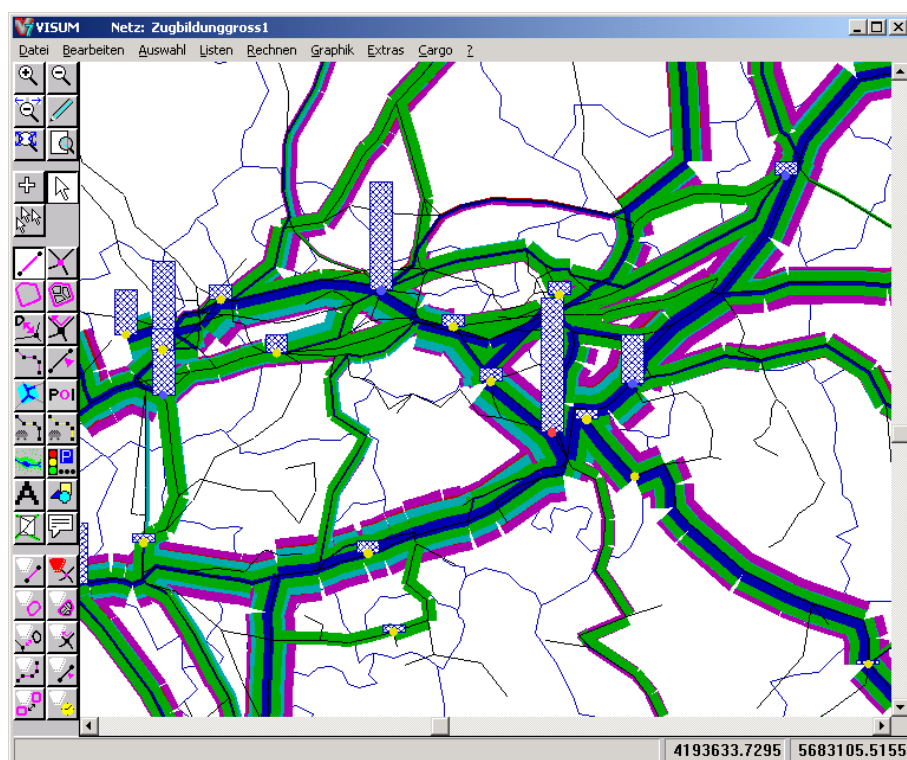 VISUM Netz: Zugbildunggross1
Datei Bearbeiten Auswahl Listen Rechnen Graphik Extras Cargo ?
POI
P
A
4193633.7295 5683105.5155